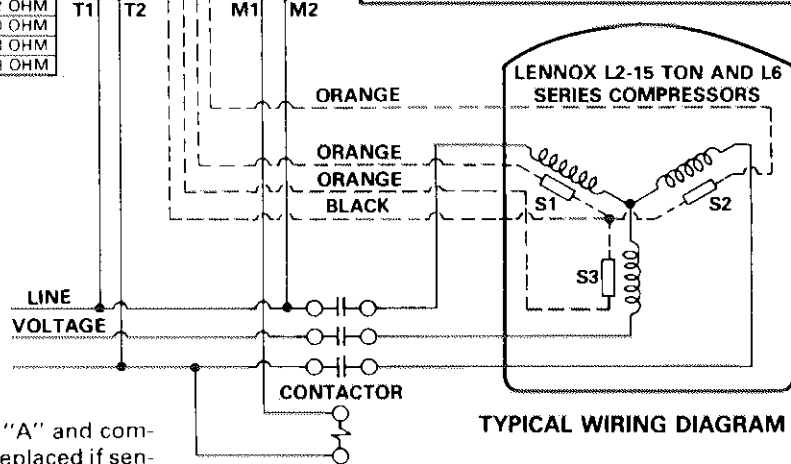 OHM
OHM
OHM
OHM
T1 T2 M1 M2
LENNOX L2-15 TON AND L6
SERIES COMPRESSORS
ORANGE
ORANGE
ORANGE
BLACK
S1
S2
S3
LINE
VOLTAGE
CONTACTOR
TYPICAL WIRING DIAGRAM
"A" and com-
eplaced if sen-